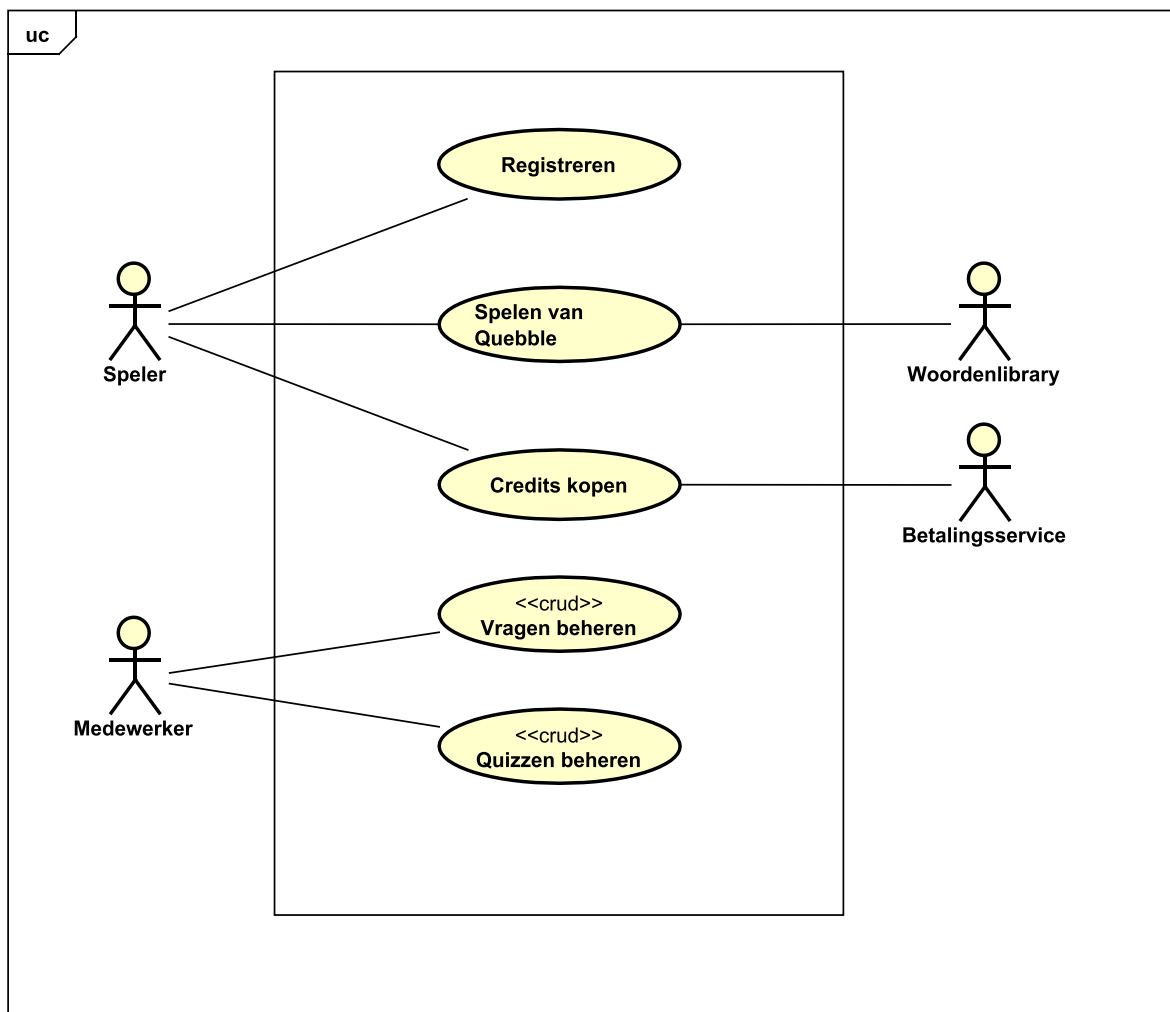 uc
Registreren
Spelen van
Quebble
Speler
Woordenlibrary
Credits kopen
Betalingsservice
<<crud>>
Vragen beheren
Medewerker
<<crud>>
Quizzen beheren